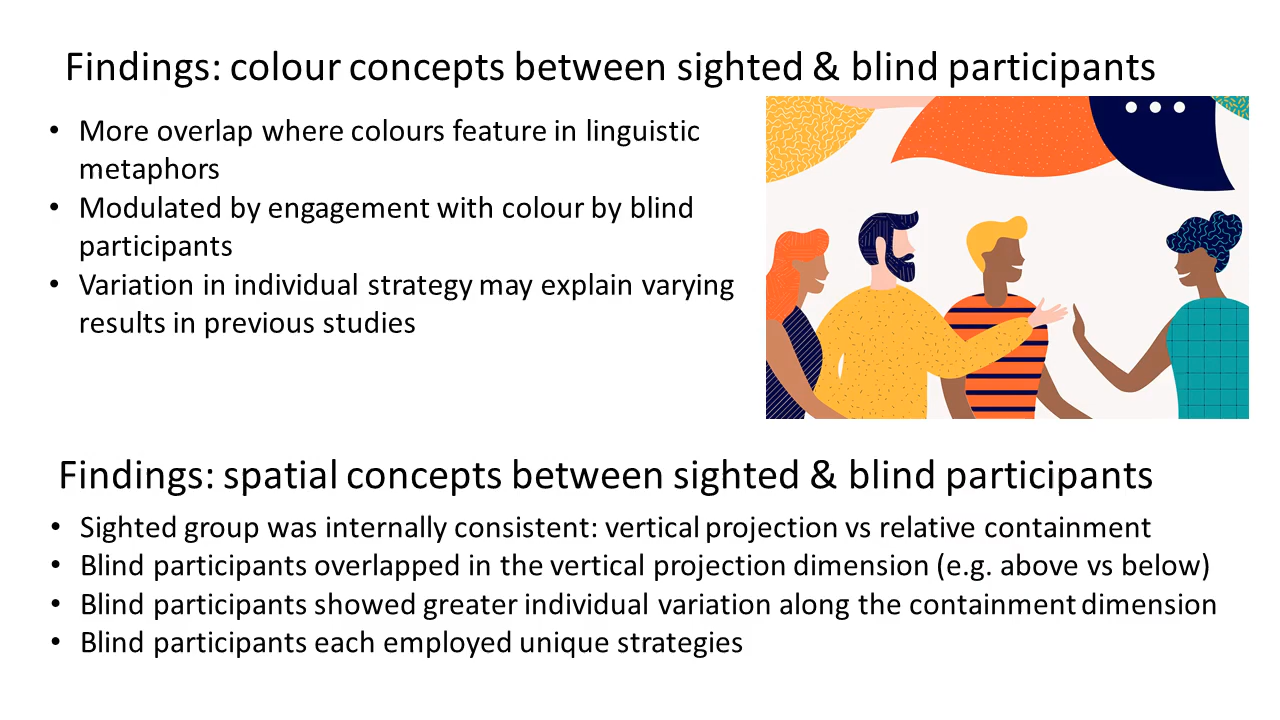 Findings: colour concepts between sighted & blind participants
• More overlap where colours feature in linguistic
metaphors
• Modulated by engagement with colour by blind
participants
• Variation in individual strategy may explain varying
results in previous studies
Findings: spatial concepts between sighted & blind participants
• Sighted group was internally consistent: vertical projection vs relative containment
• Blind participants overlapped in the vertical projection dimension (e.g. above vs below)
• Blind participants showed greater individual variation along the containment dimension
• Blind participants each employed unique strategies